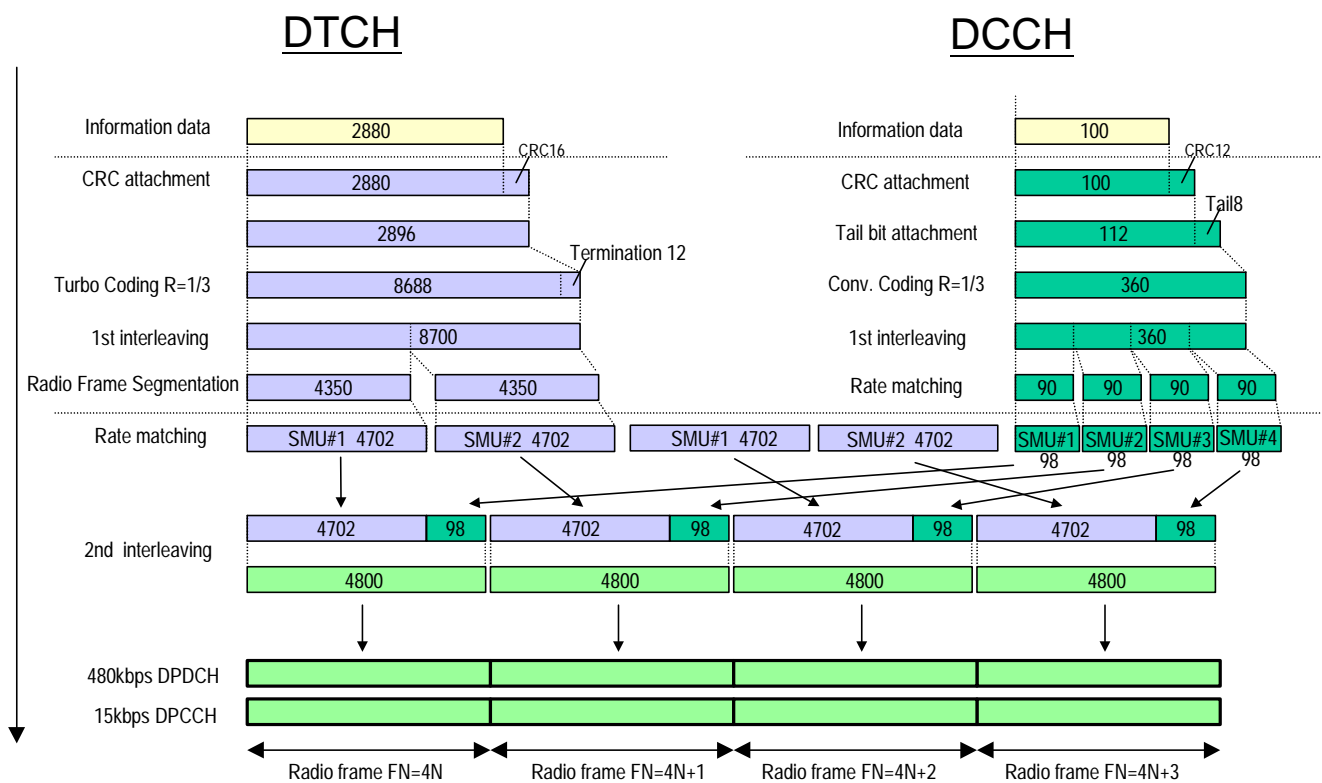 DTCH
DCCH
Information data
2880
Information data
100
CRC16
CRC12
CRC attachment
2880
CRC attachment
100
Tail8
2896
Tail bit attachment
112
Termination 12
Turbo Coding R=1/3
8688
Conv. Coding R=1/3
360
1st interleaving
8700
1st interleaving
360
Radio Frame Segmentation
4350
4350
Rate matching
90
90
90
90
Rate matching
SMU#1 4702
SMU#2 4702
SMU#1 4702
SMU#2 4702
SMU#1
SMU#2
SMU#3
SMU#4
98
98
98
98
2nd interleaving
4702
98
4702
98
4702
98
4702
98
4800
4800
4800
4800
480kbps DPDCH
15kbps DPCCH
Radio frame FN=4N
Radio frame FN=4N+1
Radio frame FN=4N+2
Radio frame FN=4N+3